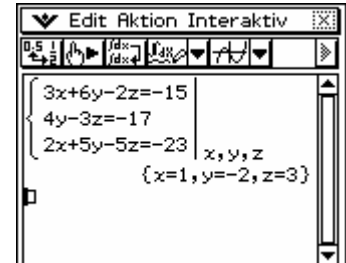 Edit Aktion Interaktiv
3x+6y-2z=-15
4y-3z=-17
2x+5y-5z=-23
x,y,z
{x=1,y=-2,z=3}